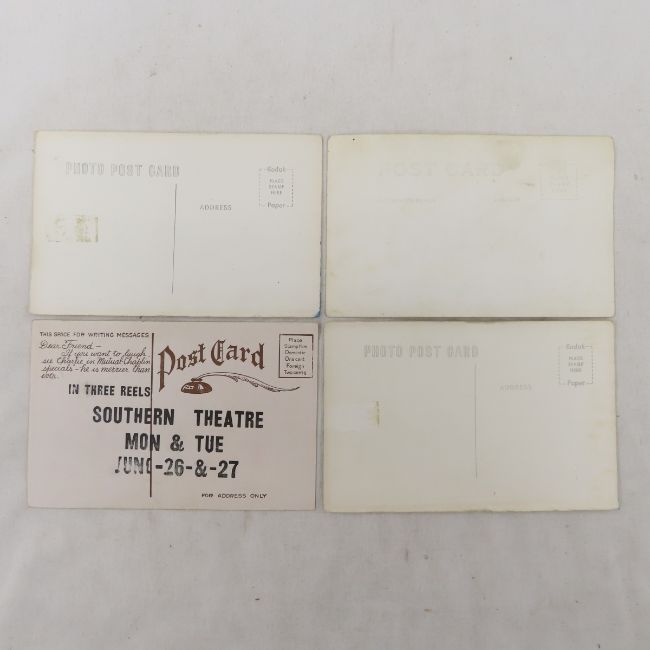 PHOTO POST CARD
Kodak
PLACE
STAMP
HERE
Paper
ADDRESS
POST CARD
THIS SPACE FOR WRITING MESSAGES
Dear Friend –
If you want to laugh
see Charlie in Mutual-Chaplin
specials – he is merrier than
ever.
Post Card
Place
Stamp here
Domestic
One cent
Foreign
Two cents
IN THREE REELS
SOUTHERN THEATRE
MON & TUE
JUNE-26-&-27
FOR ADDRESS ONLY
PHOTO POST CARD
Kodak
PLACE
STAMP
HERE
Paper
ADDRESS